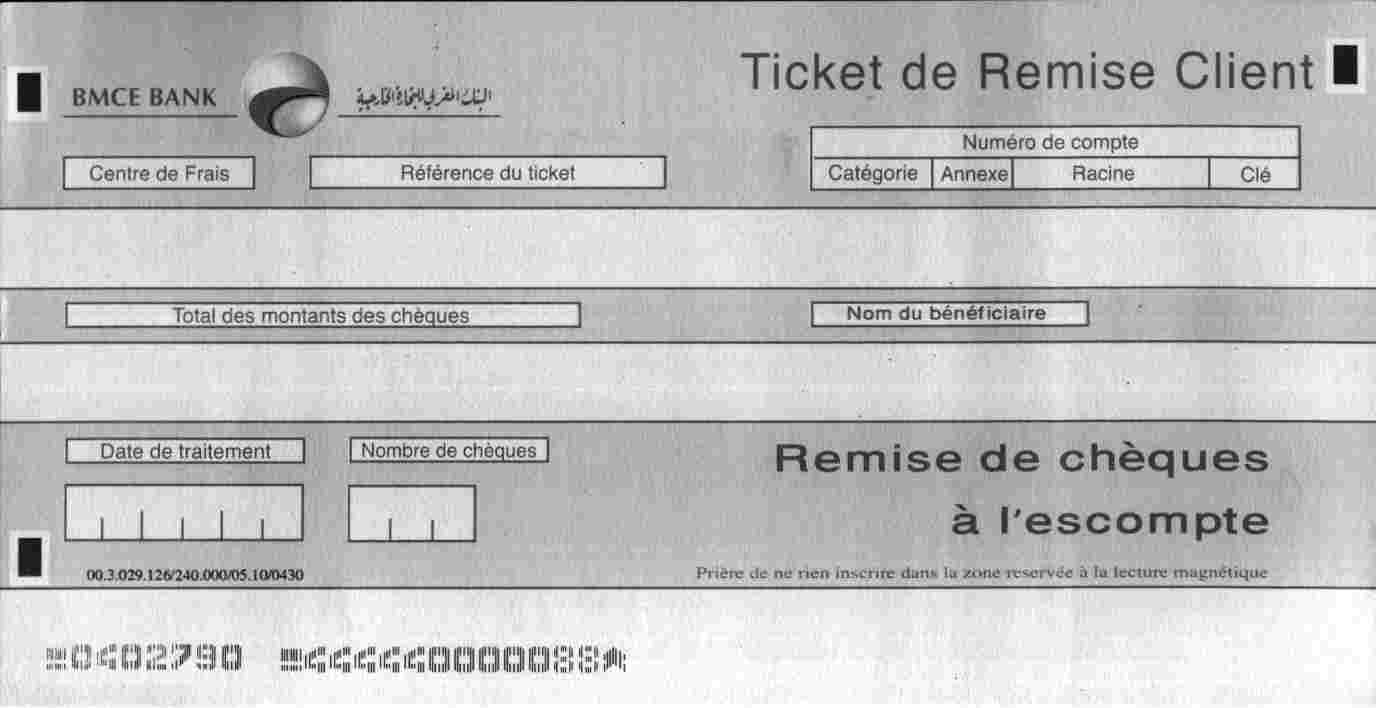 Ticket de Remise Client
BMCE BANK
البنك المغربي للتجارة الخارجية
Numéro de compte
Centre de Frais
Référence du ticket
Catégorie Annexe Racine Clé
Total des montants des chèques
Nom du bénéficiaire
Date de traitement
Nombre de chèques
Remise de chèques
à l'escompte
00.3.029.126/240.000/05.10/0430
Prière de ne rien inscrire dans la zone reservée à la lecture magnétique
0402790